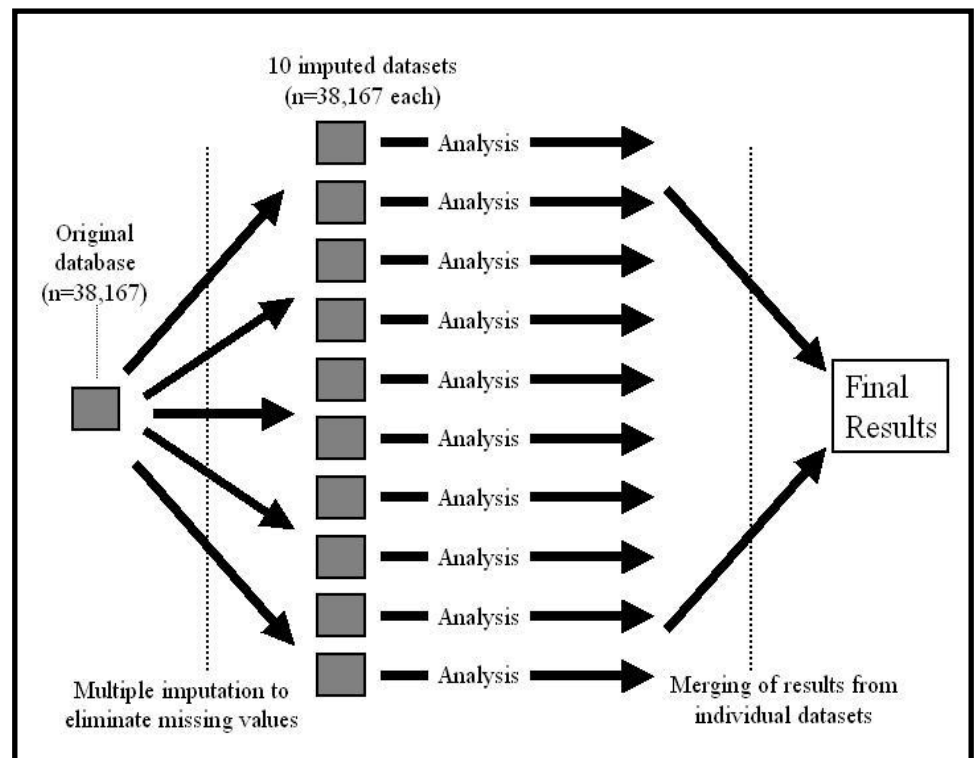 10 imputed datasets
(n=38,167 each)
Original
database
(n=38,167)
Analysis
Analysis
Analysis
Analysis
Analysis
Analysis
Analysis
Analysis
Analysis
Analysis
Final
Results
Multiple imputation to
eliminate missing values
Merging of results from
individual datasets